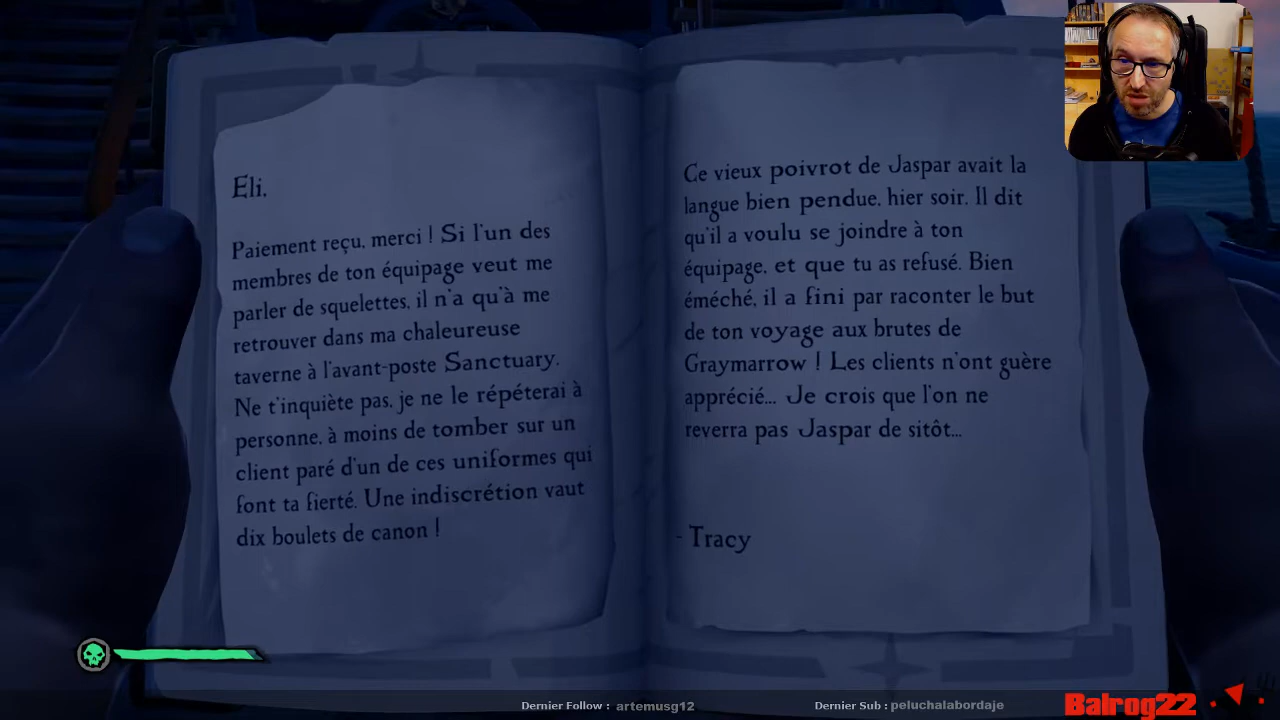 Eli.
Paiement reçu, merci ! Si l'un des
membres de ton équipage veut me
parler de squelettes, il n'a qu'à me
retrouver dans ma chaleureuse
taverne à l'avant-poste Sanctuary.
Ne t'inquiète pas, je ne le répéterai à
personne, à moins de tomber sur un
client paré d'un de ces uniformes qui
font ta fierté. Une indiscrétion vaut
dix boulets de canon !
Ce vieux poivrot de Jaspar avait la
langue bien pendue, hier soir. Il dit
qu'il a voulu se joindre à ton
équipage, et que tu as refusé. Bien
éméché, il a fini par raconter le but
de ton voyage aux brutes de
Graymarrow ! Les clients n'ont guère
apprécié... Je crois que l'on ne
reverra pas Jaspar de sitôt...
- Tracy
Dernier Follow : artemusg12
Dernier Sub : peluchalabordaje
Balrog22